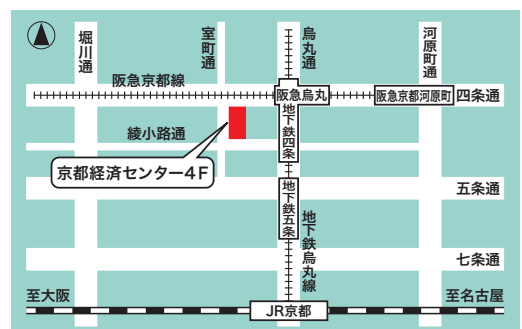 堀川通
室町通
烏丸通
河原町通
阪急京都線
阪急烏丸
阪急京都河原町
四条通
地下鉄四条
綾小路通
京都経済センター4F
地下鉄五条
五条通
地下鉄烏丸線
七条通
至大阪
至名古屋
JR京都